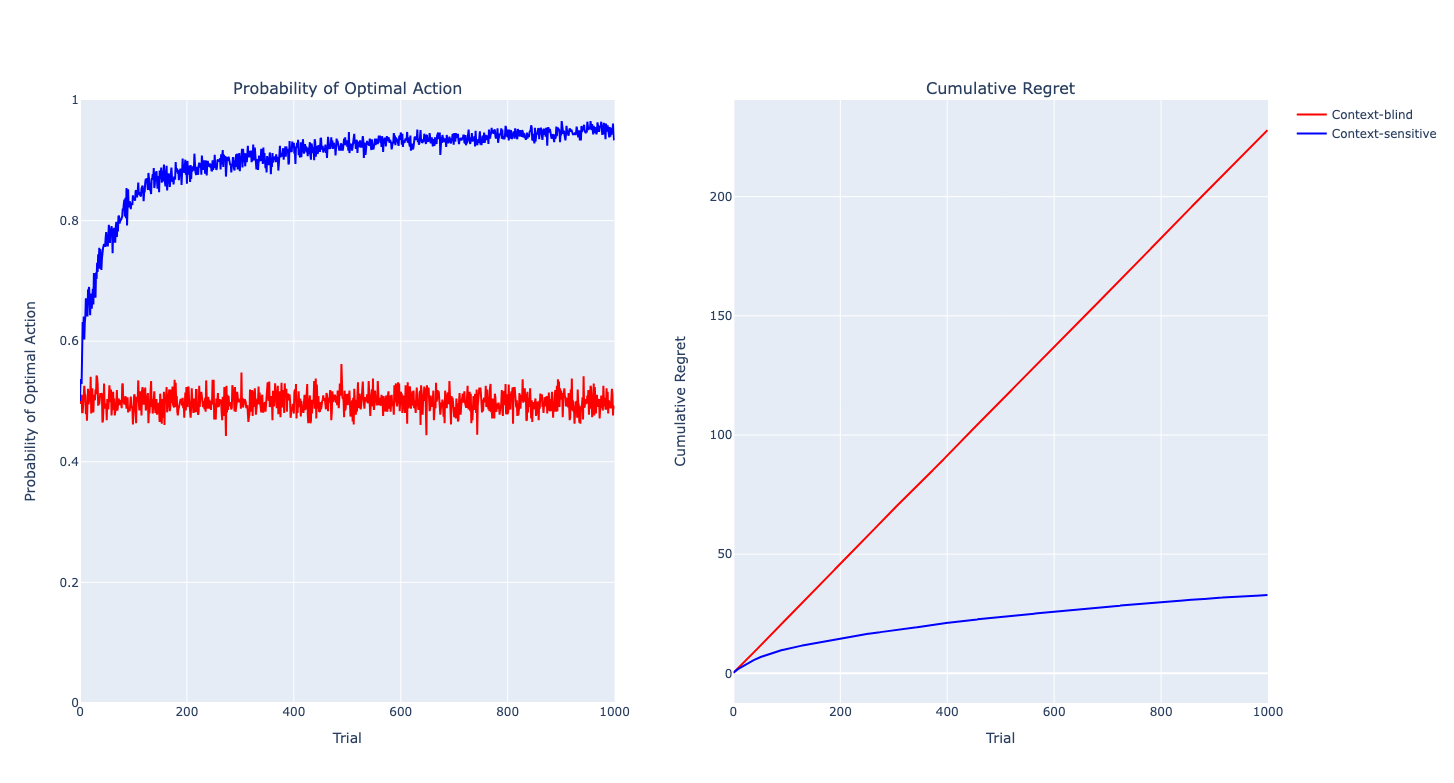 Probability of Optimal Action
Cumulative Regret
Context-blind
Context-sensitive
Probability of Optimal Action
1
0.8
0.6
0.4
0.2
0
0
200
400
600
800
1000
Trial
Cumulative Regret
200
150
100
50
0
0
200
400
600
800
1000
Trial